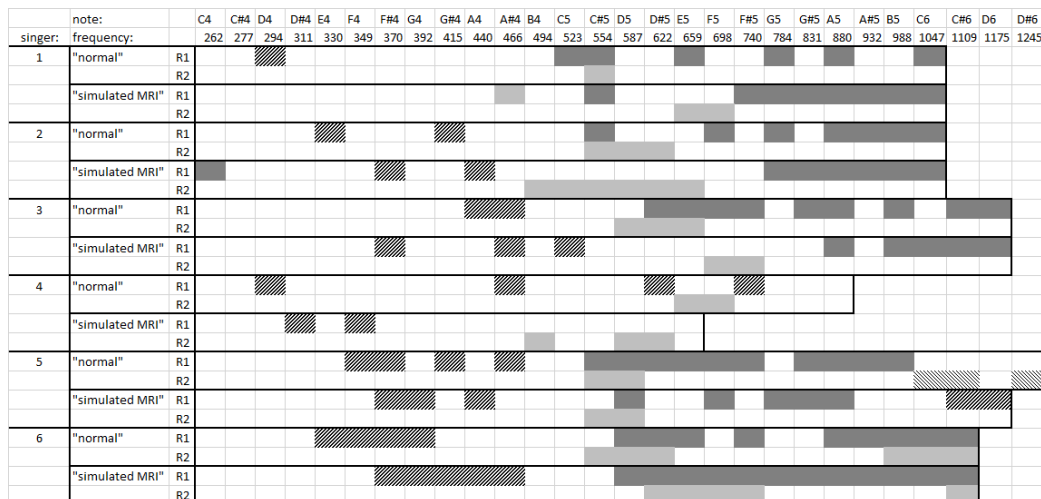 note: C4 C#4 D4 D#4 E4 F4 F#4 G4 G#4 A4 A#4 B4 C5 C#5 D5 D#5 E5 F5 F#5 G5 G#5 A5 A#5 B5 C6 C#6 D6 D#6
singer: frequency: 262 277 294 311 330 349 370 392 415 440 466 494 523 554 587 622 659 698 740 784 831 880 932 988 1047 1109 1175 1245
1 "normal" R1
R2
"simulated MRI" R1
R2
2 "normal" R1
R2
"simulated MRI" R1
R2
3 "normal" R1
R2
"simulated MRI" R1
R2
4 "normal" R1
R2
"simulated MRI" R1
R2
5 "normal" R1
R2
"simulated MRI" R1
R2
6 "normal" R1
R2
"simulated MRI" R1
R2